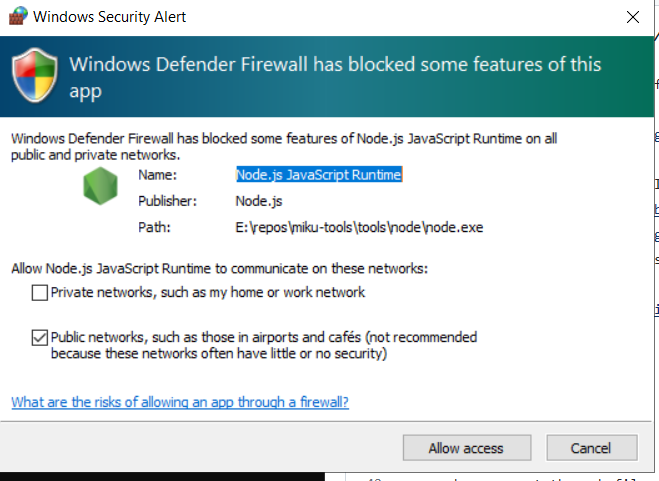 Windows Security Alert
Windows Defender Firewall has blocked some features of this
app
Windows Defender Firewall has blocked some features of Node.js JavaScript Runtime on all
public and private networks.
Name: Node.js JavaScript Runtime
Publisher: Node.js
Path: E:\repos\miku-tools\tools\node\node.exe
Allow Node.js JavaScript Runtime to communicate on these networks:
Private networks, such as my home or work network
Public networks, such as those in airports and cafés (not recommended
because these networks often have little or no security)
What are the risks of allowing an app through a firewall?
Allow access Cancel